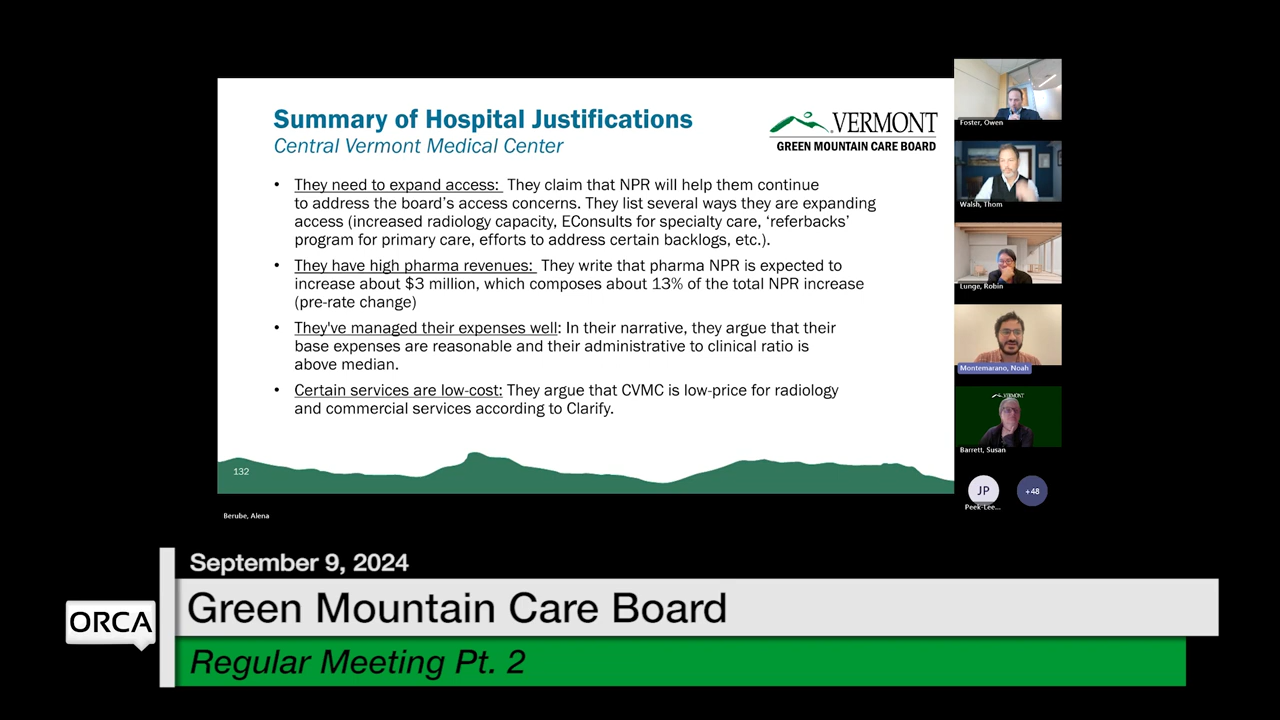 Summary of Hospital Justifications
Central Vermont Medical Center
VERMONT
GREEN MOUNTAIN CARE BOARD
• They need to expand access:  They claim that NPR will help them continue
to address the board's access concerns. They list several ways they are expanding
access (increased radiology capacity, EConsults for specialty care, 'referbacks'
program for primary care, efforts to address certain backlogs, etc.).
• They have high pharma revenues:  They write that pharma NPR is expected to
increase about $3 million, which composes about 13% of the total NPR increase
(pre-rate change)
• They've managed their expenses well: In their narrative, they argue that their
base expenses are reasonable and their administrative to clinical ratio is
above median.
• Certain services are low-cost: They argue that CVMC is low-price for radiology
and commercial services according to Clarify.
132
Foster, Owen
Walsh, Thom
Lunge, Robin
Montemarano, Noah
VERMONT
Barrett, Susan
JP
+48
Peek-Lee...
Berube, Alena
September 9, 2024
ORCA
Green Mountain Care Board
Regular Meeting Pt. 2